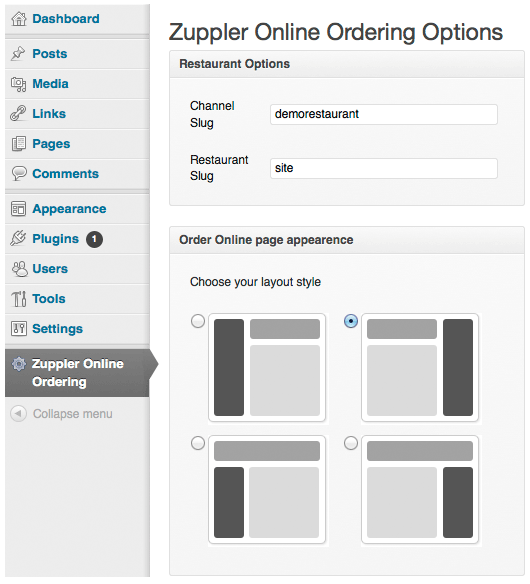 Dashboard
Posts
Media
Links
Pages
Comments
Appearance
Plugins 1
Users
Tools
Settings
Zuppler Online
Ordering
Collapse menu
Zuppler Online Ordering Options
Restaurant Options
Channel
Slug
demorestaurant
Restaurant
Slug
site
Order Online page appearence
Choose your layout style